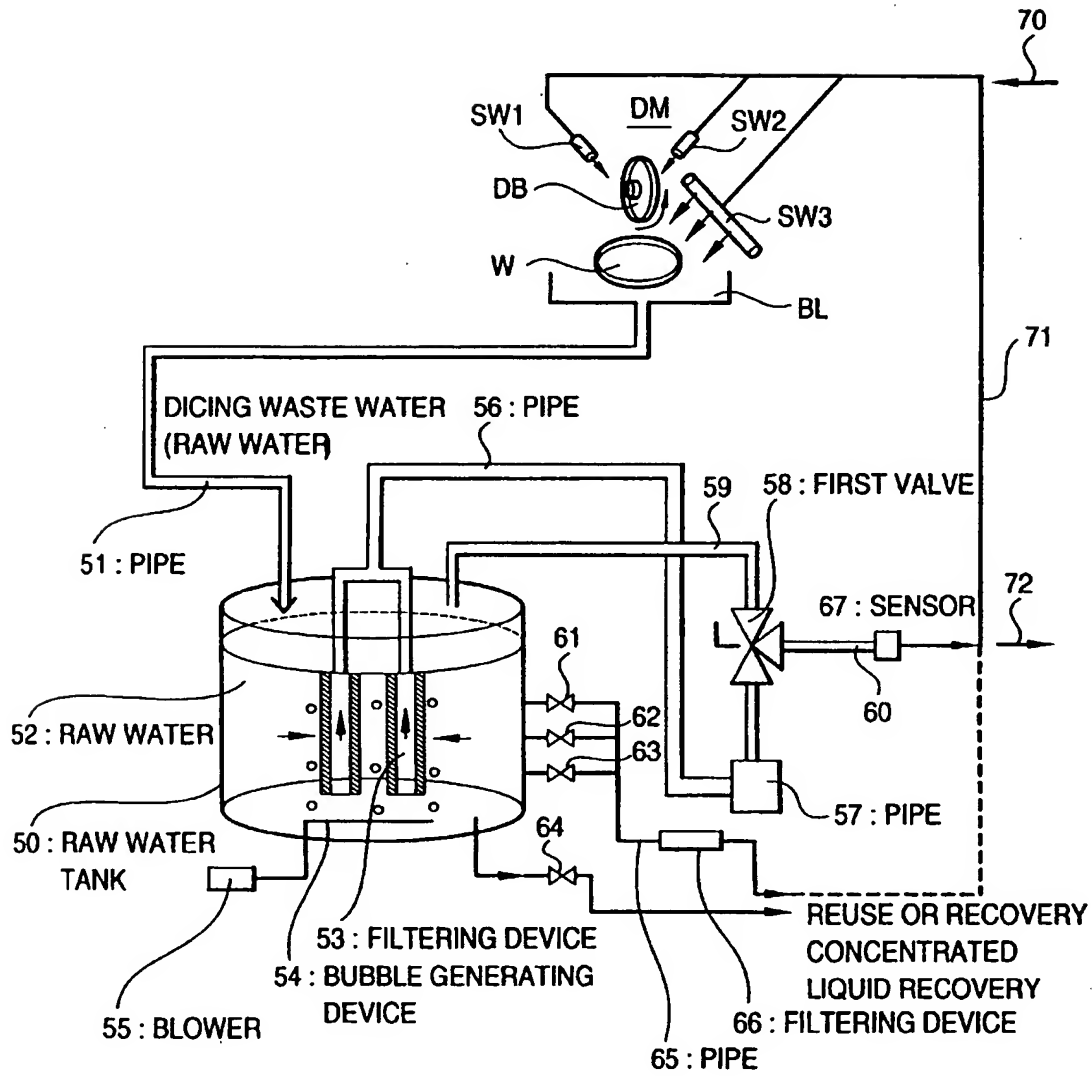 70
SW1
DM
SW2
DB
SW3
W
BL
71
DICING WASTE WATER
(RAW WATER)
56 : PIPE
58 : FIRST VALVE
59
51 : PIPE
67 : SENSOR
72
61
62
60
63
52 : RAW WATER
57 : PIPE
50 : RAW WATER
TANK
64
REUSE OR RECOVERY
CONCENTRATED
LIQUID RECOVERY
53 : FILTERING DEVICE
54 : BUBBLE GENERATING
DEVICE
55 : BLOWER
66 : FILTERING DEVICE
65 : PIPE